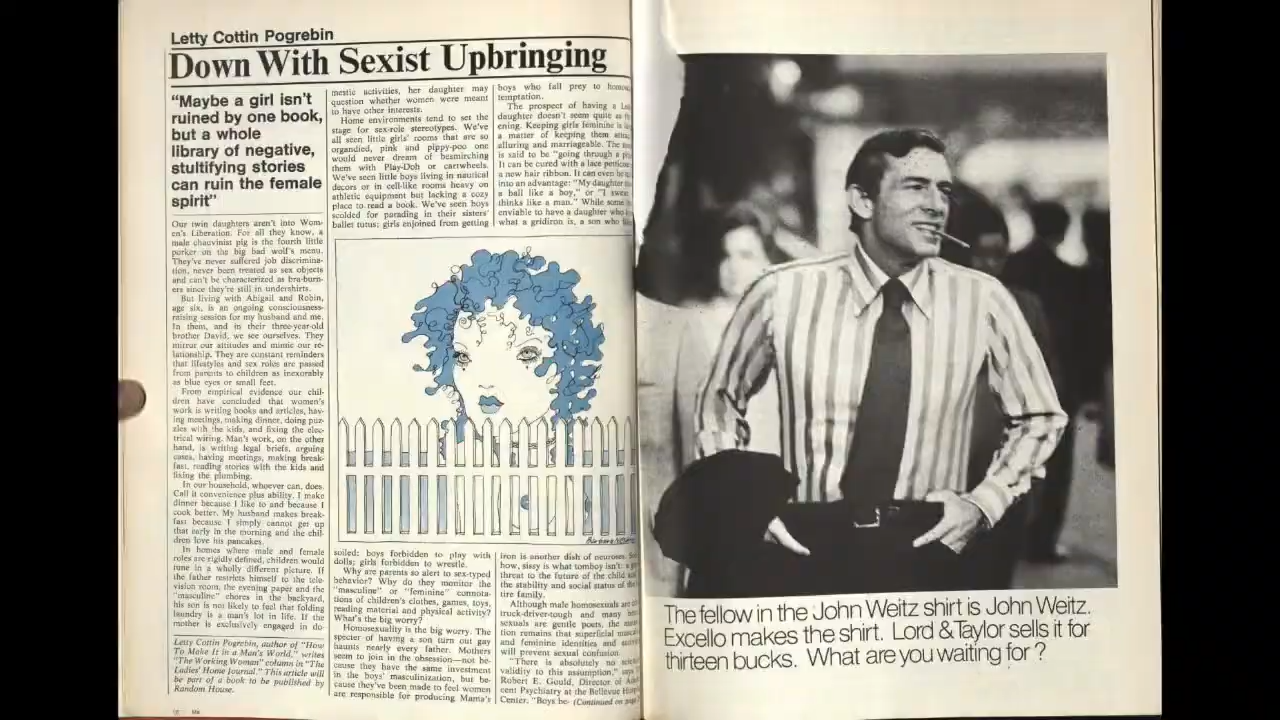 Letty Cottin Pogrebin
Down With Sexist Upbringing
“Maybe a girl isn’t
ruined by one book,
but a whole
library of negative,
stultifying stories
can ruin the female
spirit”
Our twin daughters aren’t into Wom-
en’s Liberation. For all they know, a
male chauvinist pig is the fourth little
porker on the big bad wolf’s menu.
They’ve never suffered job discrimina-
tion, never been treated as sex objects
and can’t be characterized as bra-burn-
ers since they’re still in undershirts.
But living with Abigail and Robin,
age six, is an ongoing consciousness-
raising session for my husband and me.
In them, and in their three-year-old
brother David, we see ourselves. They
mirror our attitudes and mimic our re-
lationship. They are constant reminders
that lifestyles and sex roles are passed
from parents to children as inexorably
as blue eyes or small feet.
From empirical evidence our chil-
dren have concluded that women’s
work is writing books and articles, hav-
ing meetings, making dinner, doing puz-
zles with the kids, and fixing the elec-
trical wiring. Man’s work, on the other
hand, is writing legal briefs, arguing
cases, having meetings, making break-
fast, reading stories with the kids and
fixing the plumbing.
In our household, whoever can, does.
Call it convenience plus ability. I make
dinner because I like to and because I
cook better. My husband makes break-
fast because I simply cannot get up
that early in the morning and the chil-
dren love his pancakes.
In homes where male and female
roles are rigidly defined, children would
tune in a wholly different picture. If
the father restricts himself to the tele-
vision room, the evening paper and the
“masculine” chores in the backyard,
his son is not likely to feel that folding
laundry is a man’s lot in life. If the
mother is exclusively engaged in do-
Letty Cottin Pogrebin, author of “How
To Make It in a Man’s World,” writes
“The Working Woman” column in “The
Ladies’ Home Journal.” This article will
be part of a book to be published by
Random House.
mestic activities, her daughter may
question whether women were meant
to have other interests.
Home environments tend to set the
stage for sex-role stereotypes. We’ve
all seen little girls’ rooms that are so
organdied, pink and pippy-poo one
would never dream of besmirching
them with Play-Doh or cartwheels.
We’ve seen little boys living in nautical
decors or in cell-like rooms heavy on
athletic equipment but lacking a cozy
place to read a book. We’ve seen boys
scolded for parading in their sisters’
ballet tutus; girls enjoined from getting
soiled; boys forbidden to play with
dolls; girls forbidden to wrestle.
Why are parents so alert to sex-typed
behavior? Why do they monitor the
“masculine” or “feminine” connota-
tions of children’s clothes, games, toys,
reading material and physical activity?
What’s the big worry?
Homosexuality is the big worry. The
specter of having a son turn out gay
haunts nearly every father. Mothers
seem to join in the obsession—not be-
cause they have the same investment
in the boys’ masculinization, but be-
cause they’ve been made to feel women
are responsible for producing Mama’s
boys who fall prey to
temptation.
The prospect of having a
daughter doesn’t seem quite as
ening. Keeping girls feminine is
a matter of keeping them
alluring and marriageable. The
is said to be “going through a
It can be cured with a lace
a new hair ribbon. It can even be
into an advantage: “My daughter
a ball like a boy,” or “I swear
thinks like a man.” While some
enviable to have a daughter who
what a gridiron is, a son who
iron is another dish of neuroses.
how, sissy is what tomboy isn’t: a
threat to the future of the child
the stability and social status of the
tire family.
Although male homosexuals are
truck-driver-tough and many
sexuals are gentle poets, the
tion remains that superficial
and feminine identities and
will prevent sexual confusion.
“There is absolutely no
validity to this assumption,” says
Robert E. Gould, Director of
cent Psychiatry at the Bellevue
Center. “Boys be- (Continued on
Ms.
The fellow in the John Weitz shirt is John Weitz.
Excello makes the shirt. Lord & Taylor sells it for
thirteen bucks. What are you waiting for?